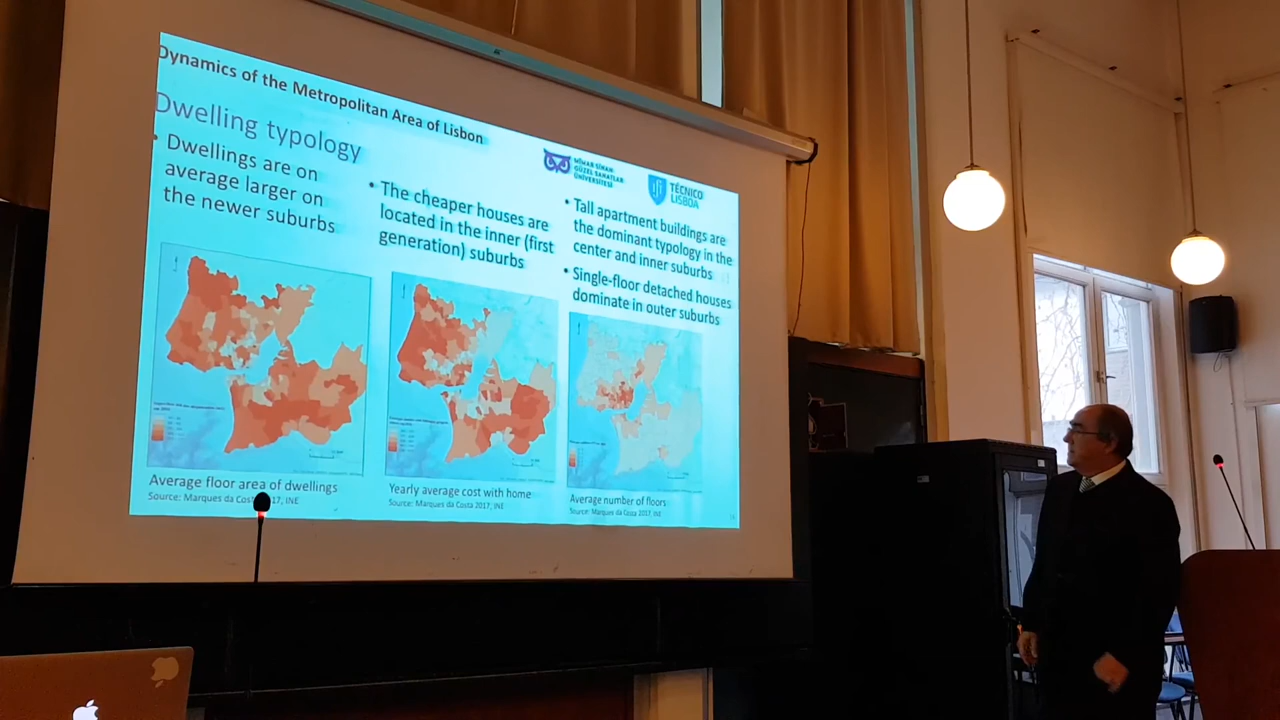 Dynamics of the Metropolitan Area of Lisbon
Dwelling typology
• Dwellings are on
average larger on
the newer suburbs
• The cheaper houses are
located in the inner (first
generation) suburbs
MİMAR SİNAN
GÜZEL SANATLAR
ÜNİVERSİTESİ
TÉCNICO
LISBOA
• Tall apartment buildings are
the dominant typology in the
center and inner suburbs
• Single-floor detached houses
dominate in outer suburbs
Average floor area of dwellings
Source: Marques da 2017, INE
Yearly average cost with home
Source: Marques da Costa 2017, INE
Average number of floors
Source: Marques da Costa 2017, INE